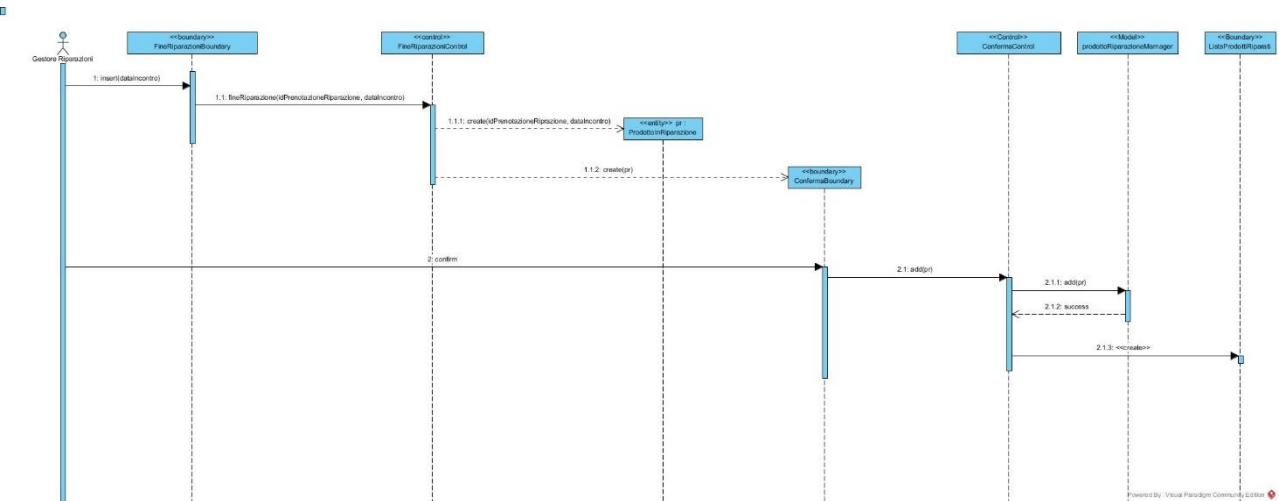 <<boundary>>
FineRiparazioniBoundary
<<control>>
FineRiparazioniControl
<<Control>>
ConfermaControl
<<Model>>
prodottoRiparazioneMarnager
<<Boundary>>
ListaProdottiRiparati
Gestore Riparazioni
1: insert(dataIncontro)
1.1: fineRiparazione(idPrenotazioneRiparazione, dataIncontro)
1.1.1: create(idPrenotazioneRiprazione, dataIncontro)
<<entity>> pr :
ProdottoInRiparazione
1.1.2: create(pr)
<<boundary>>
ConfermaBoundary
2: confirm
2.1: add(pr)
2.1.1: add(pr)
2.1.2: success
2.1.3: <<create>>
Powered By Visual Paradigm Community Edition